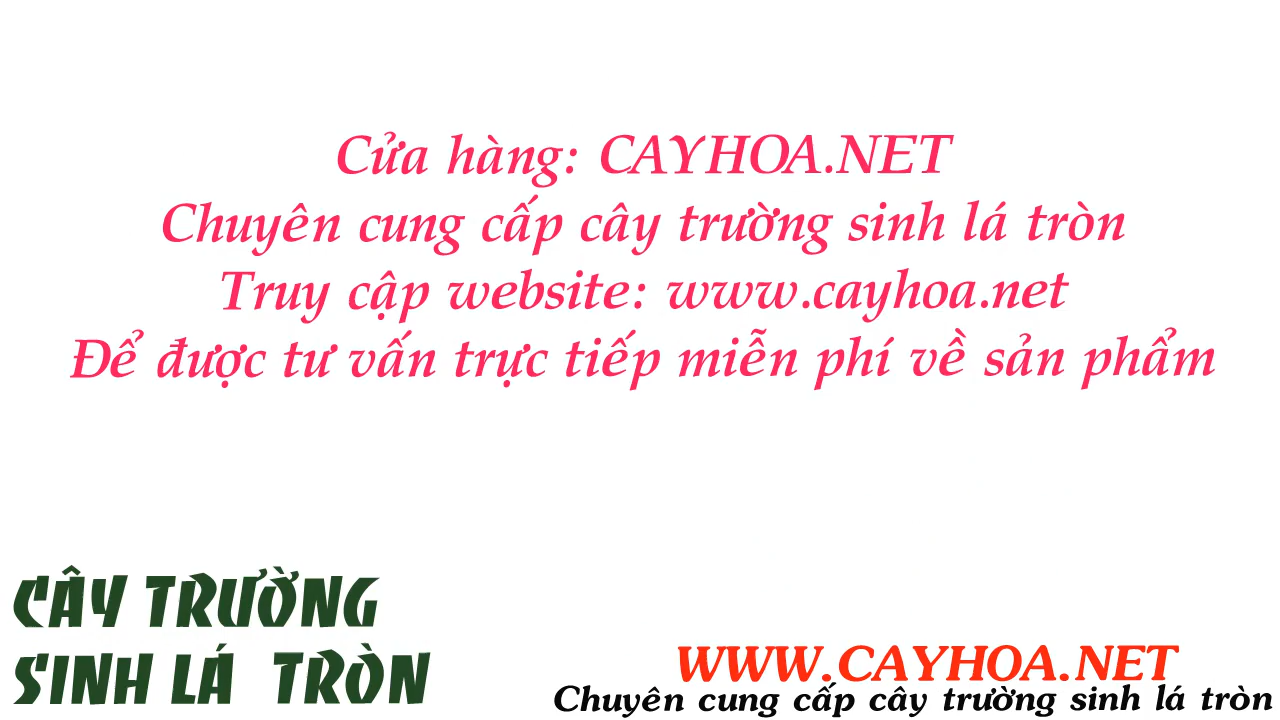 Cửa hàng: CAYHOA.NET
Chuyên cung cấp cây trường sinh lá tròn
Truy cập website: www.cayhoa.net
Để được tư vấn trực tiếp miễn phí về sản phẩm
CÂY TRƯỜNG
SINH LÁ TRÒN
WWW.CAYHOA.NET
Chuyên cung cấp cây trường sinh lá tròn